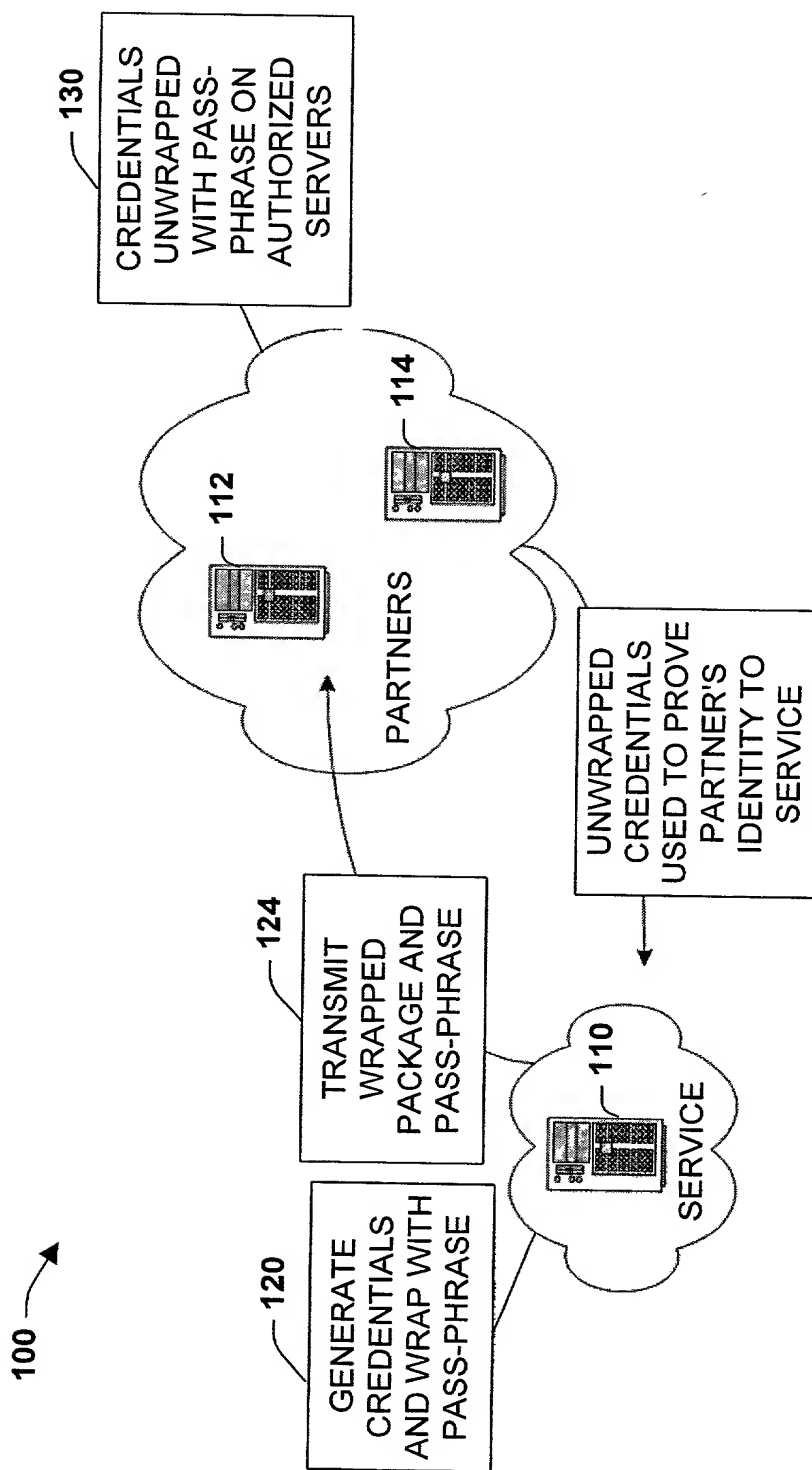 100
120
GENERATE
CREDENTIALS
AND WRAP WITH
PASS-PHRASE
124
TRANSMIT
WRAPPED
PACKAGE AND
PASS-PHRASE
130
CREDENTIALS
UNWRAPPED
WITH PASS-
PHRASE ON
AUTHORIZED
SERVERS
110
SERVICE
112
114
PARTNERS
UNWRAPPED
CREDENTIALS
USED TO PROVE
PARTNER'S
IDENTITY TO
SERVICE